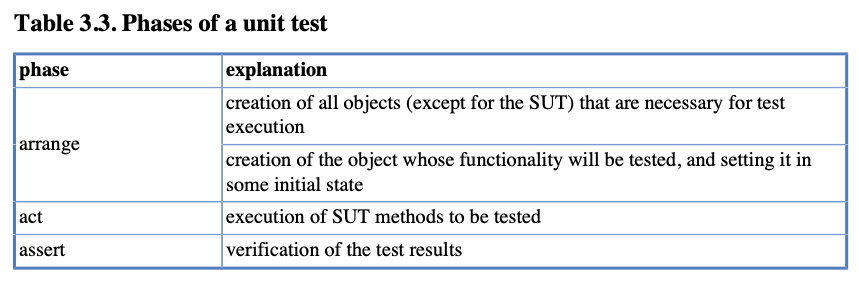 Table 3.3. Phases of a unit test
phase explanation
arrange
creation of all objects (except for the SUT) that are necessary for test
execution
creation of the object whose functionality will be tested, and setting it in
some initial state
act execution of SUT methods to be tested
assert verification of the test results